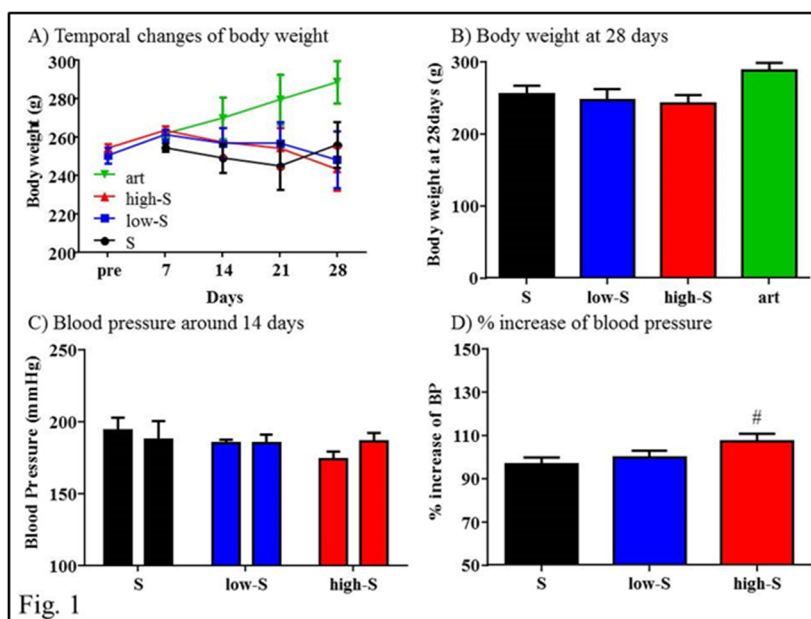 A) Temporal changes of body weight
300
280
260
240
220
200
Body weight (g)
art
high-S
low-S
S
pre 7 14 21 28
Days
B) Body weight at 28 days
300
200
100
0
Body weight at 28days (g)
S low-S high-S art
C) Blood pressure around 14 days
250
200
150
100
Blood Pressure (mmHg)
S low-S high-S
D) % increase of blood pressure
150
130
110
90
70
50
% increase of BP
#
S low-S high-S
Fig. 1